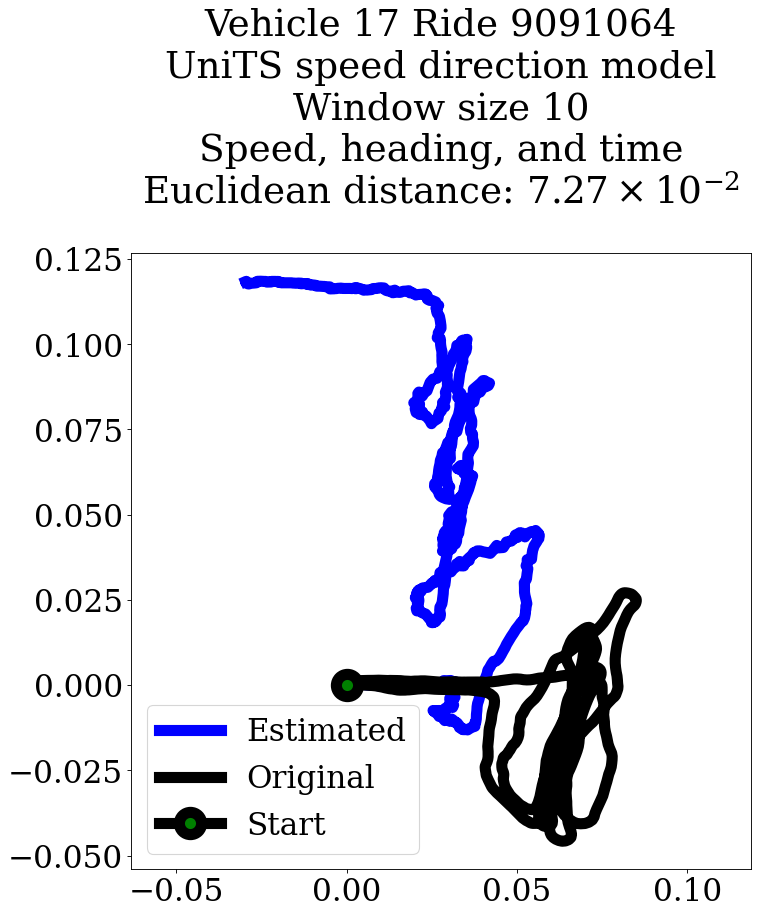 Vehicle 17 Ride 9091064
UniTS speed direction model
Window size 10
Speed, heading, and time
Euclidean distance: 7.27 × 10⁻²
0.125
0.100
0.075
0.050
0.025
0.000
−0.025
−0.050
Estimated
Original
Start
−0.05 0.00 0.05 0.10